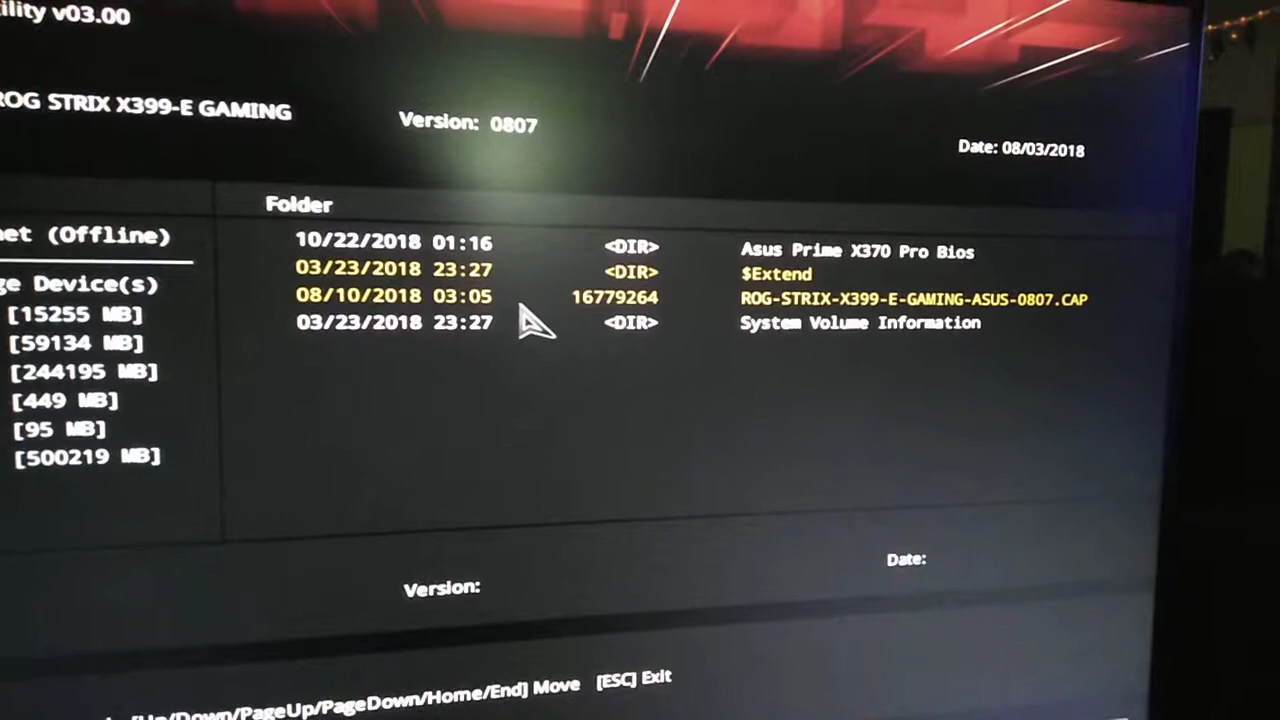 ility v03.00
ROG STRIX X399-E GAMING
Version: 0807
Date: 08/03/2018
Folder
et (Offline)
ge Device(s)
[15255 MB]
[59134 MB]
[244195 MB]
[449 MB]
[95 MB]
[500219 MB]
10/22/2018 01:16 <DIR> Asus Prime X370 Pro Bios
03/23/2018 23:27 <DIR> $Extend
08/10/2018 03:05 16779264 ROG-STRIX-X399-E-GAMING-ASUS-0807.CAP
03/23/2018 23:27 <DIR> System Volume Information
Version:
Date:
[Up/Down/PageUp/PageDown/Home/End] Move [ESC] Exit